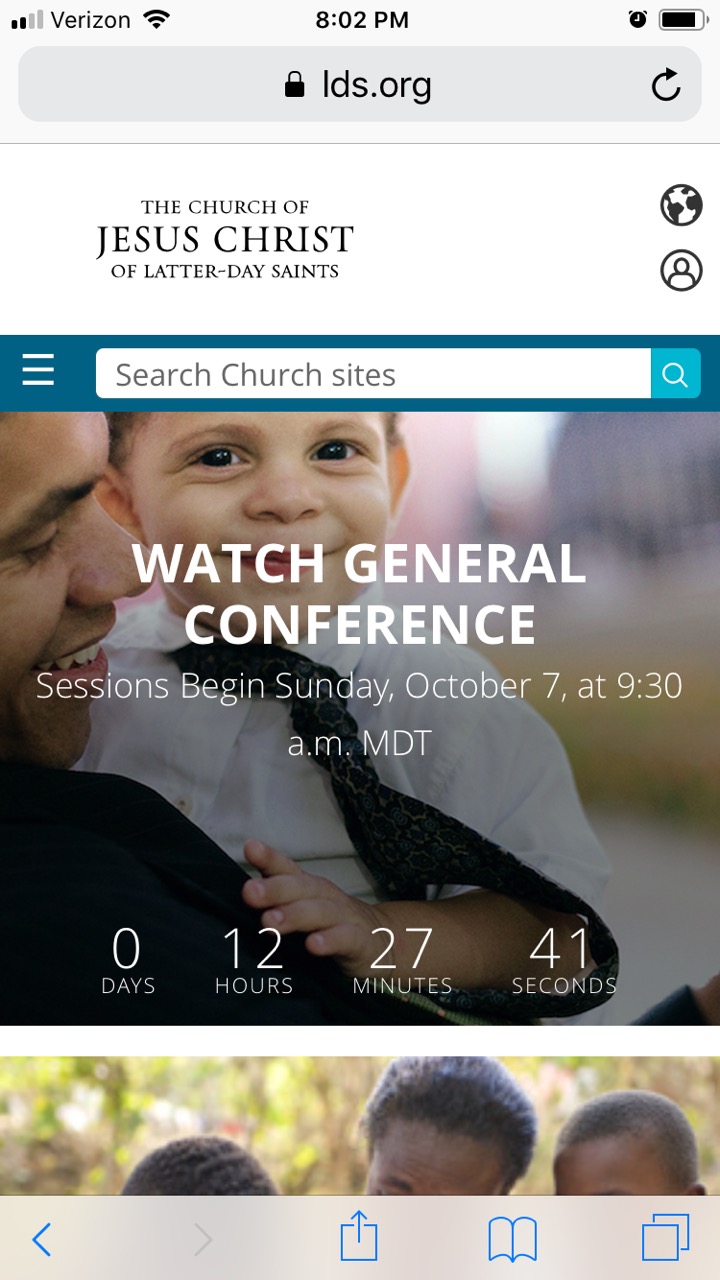 Verizon 8:02 PM
lds.org
THE CHURCH OF
JESUS CHRIST
OF LATTER-DAY SAINTS
Search Church sites
WATCH GENERAL
CONFERENCE
Sessions Begin Sunday, October 7, at 9:30
a.m. MDT
0 12 27 41
DAYS HOURS MINUTES SECONDS